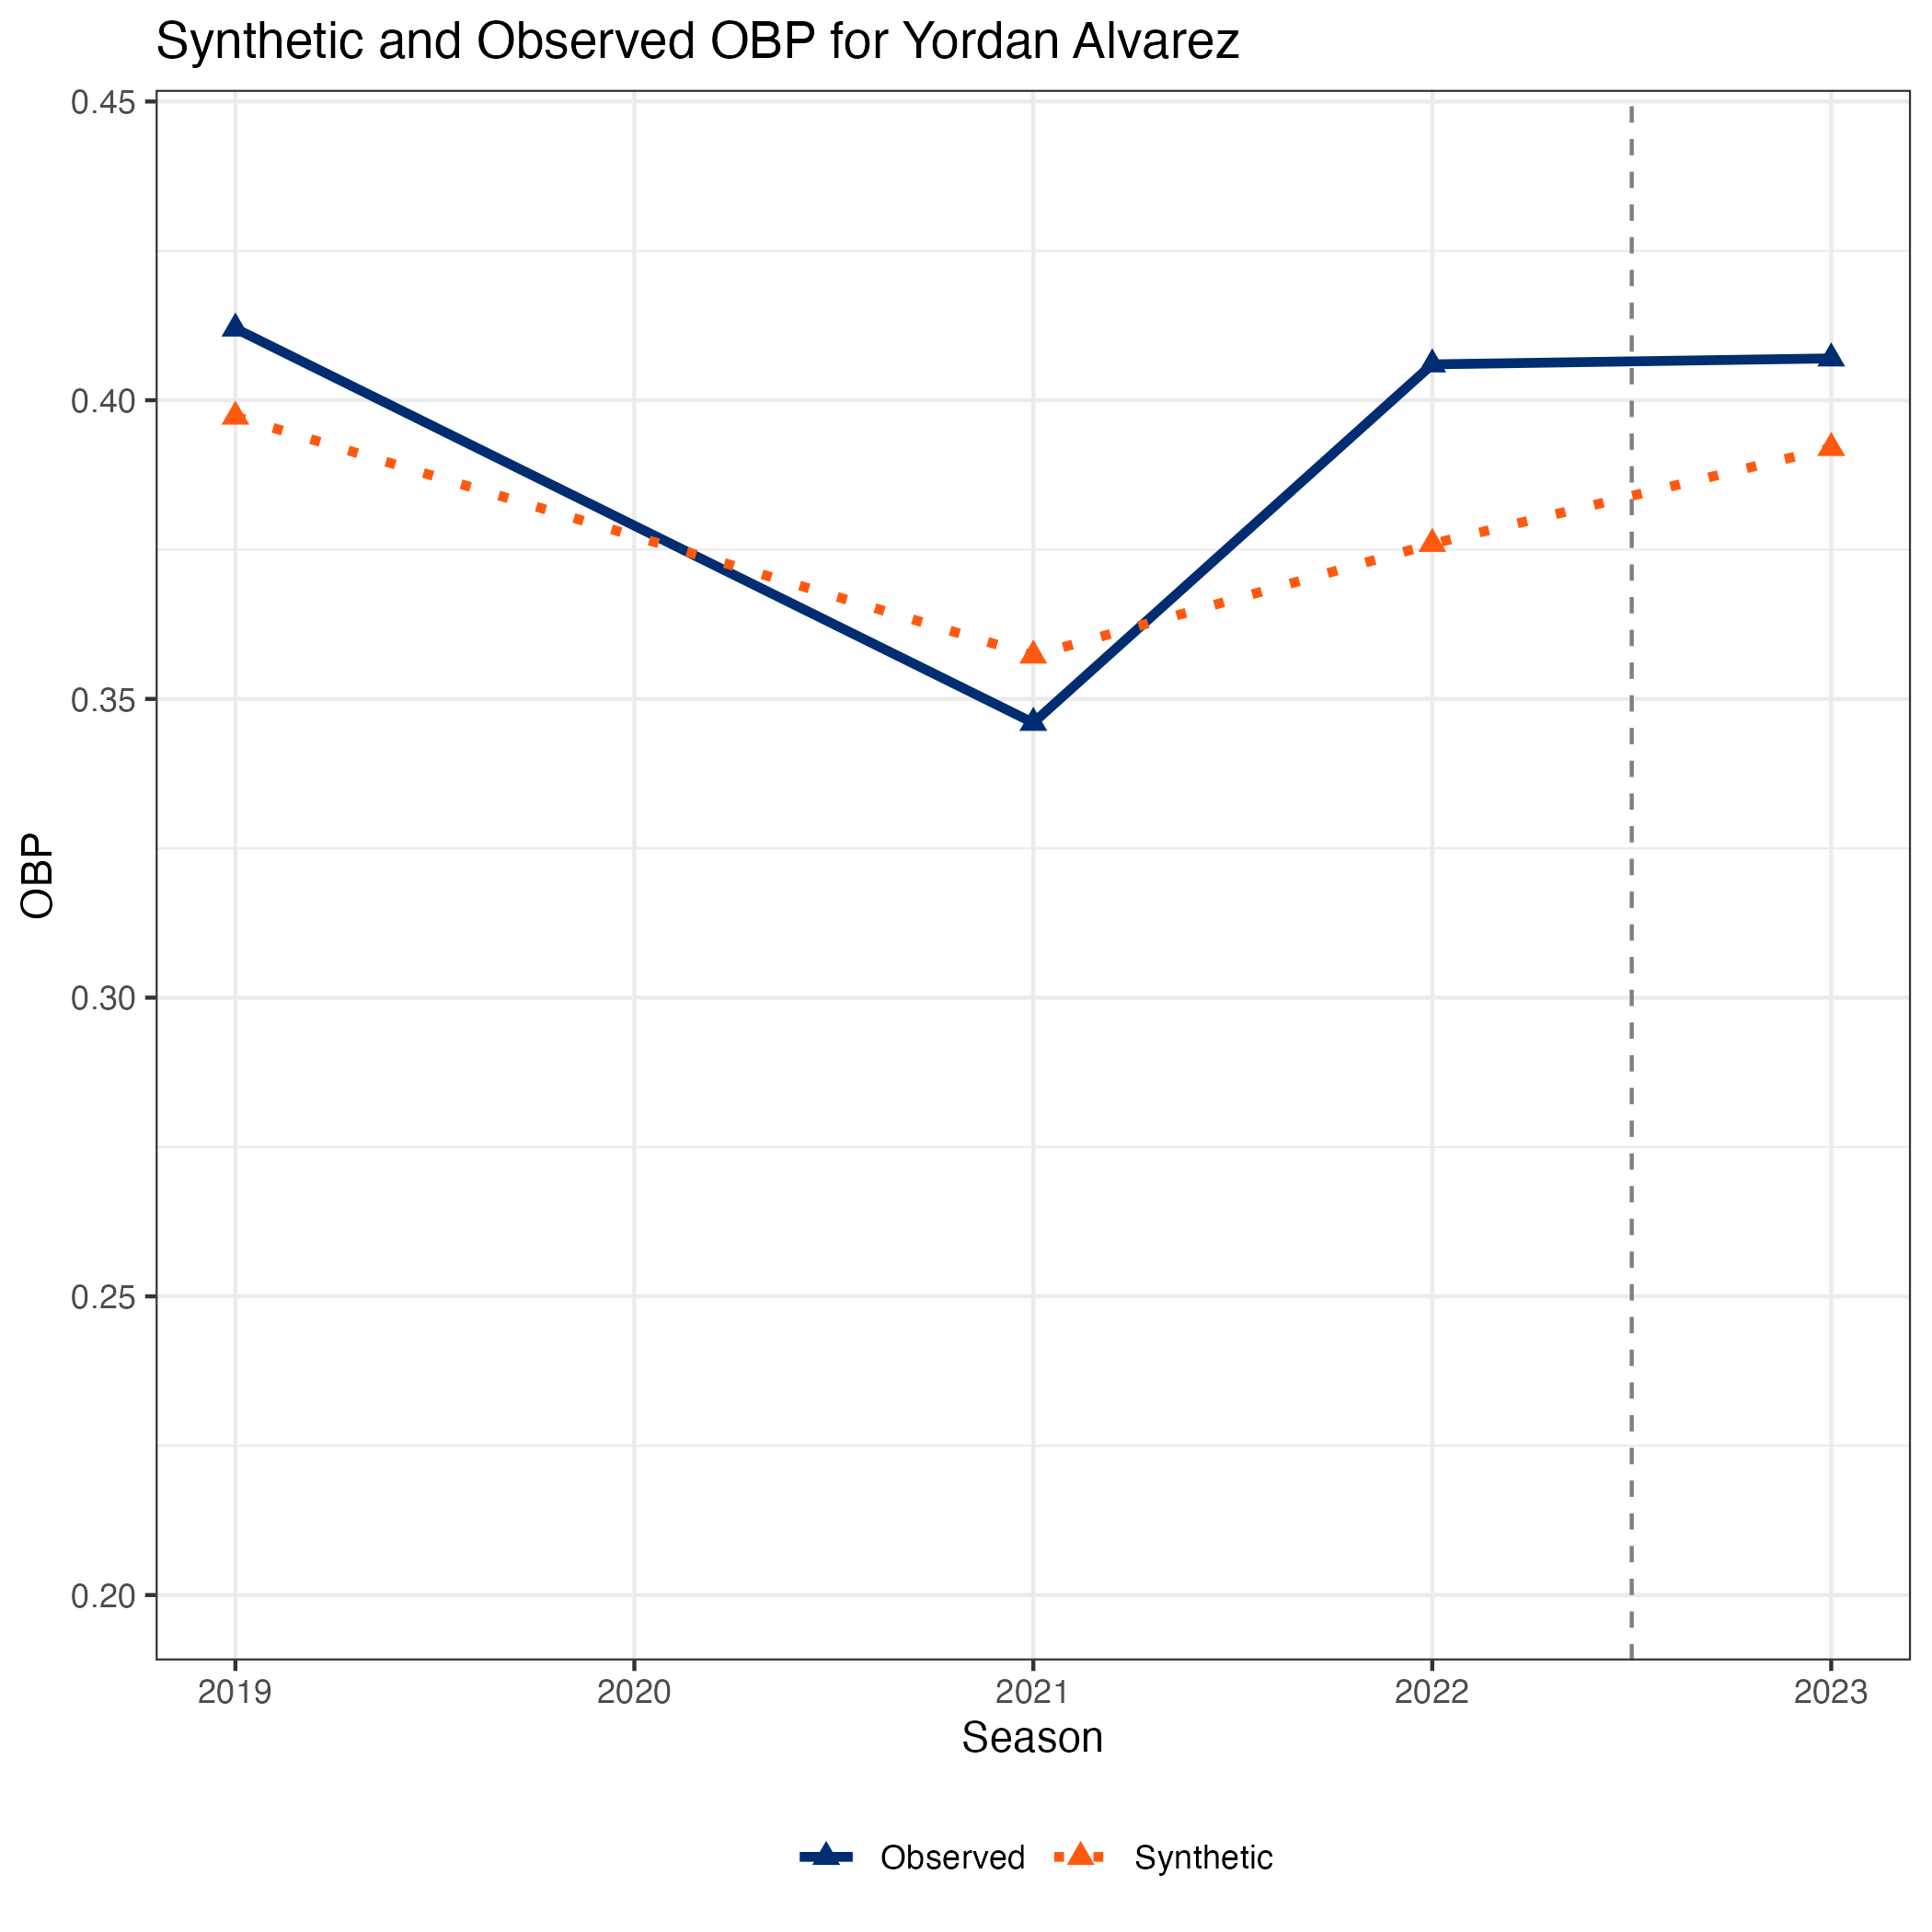 Synthetic and Observed OBP for Yordan Alvarez
0.45
0.40
0.35
0.30
0.25
0.20
OBP
2019 2020 2021 2022 2023
Season
Observed Synthetic